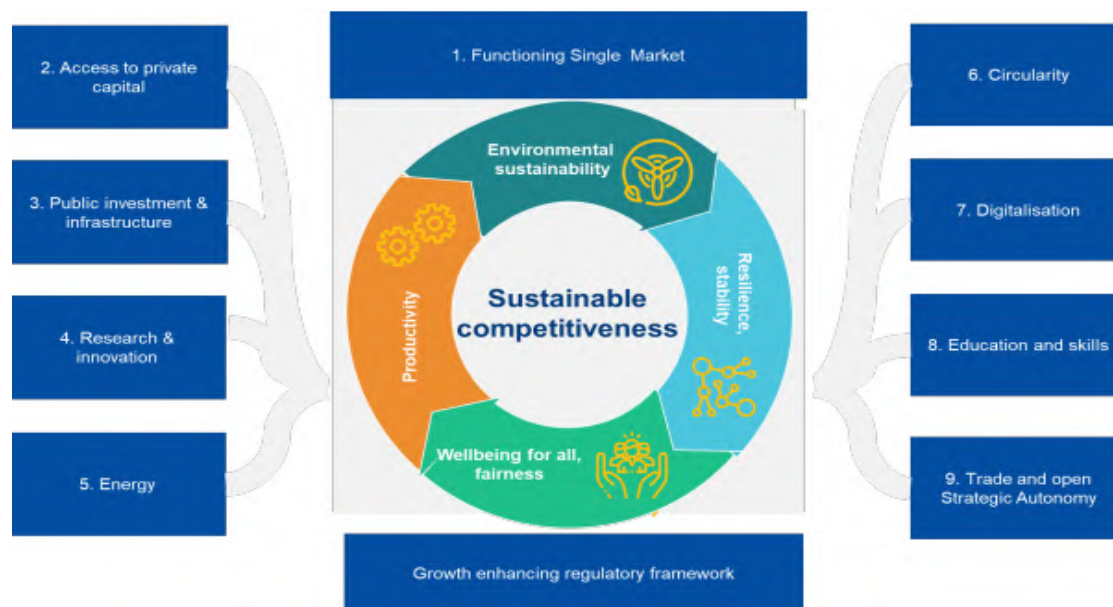 1. Functioning Single Market
2. Access to private
capital
3. Public investment &
infrastructure
4. Research &
innovation
5. Energy
Environmental
sustainability
Resilience,
stability
Sustainable
competitiveness
Productivity
Wellbeing for all,
fairness
6. Circularity
7. Digitalisation
8. Education and skills
9. Trade and open
Strategic Autonomy
Growth enhancing regulatory framework